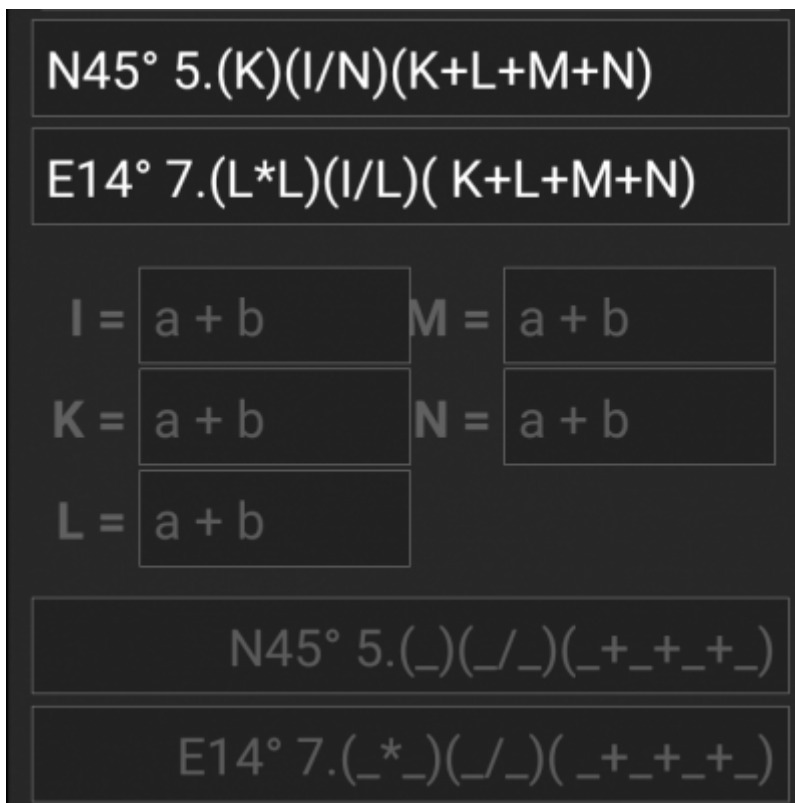 N45° 5.(K)(I/N)(K+L+M+N)
E14° 7.(L*L)(I/L)( K+L+M+N)
I = a + b M = a + b
K = a + b N = a + b
L = a + b
N45° 5.(_)(_/_)(_+_+_+_)
E14° 7.(_*_)(_/_)( _+_+_+_)